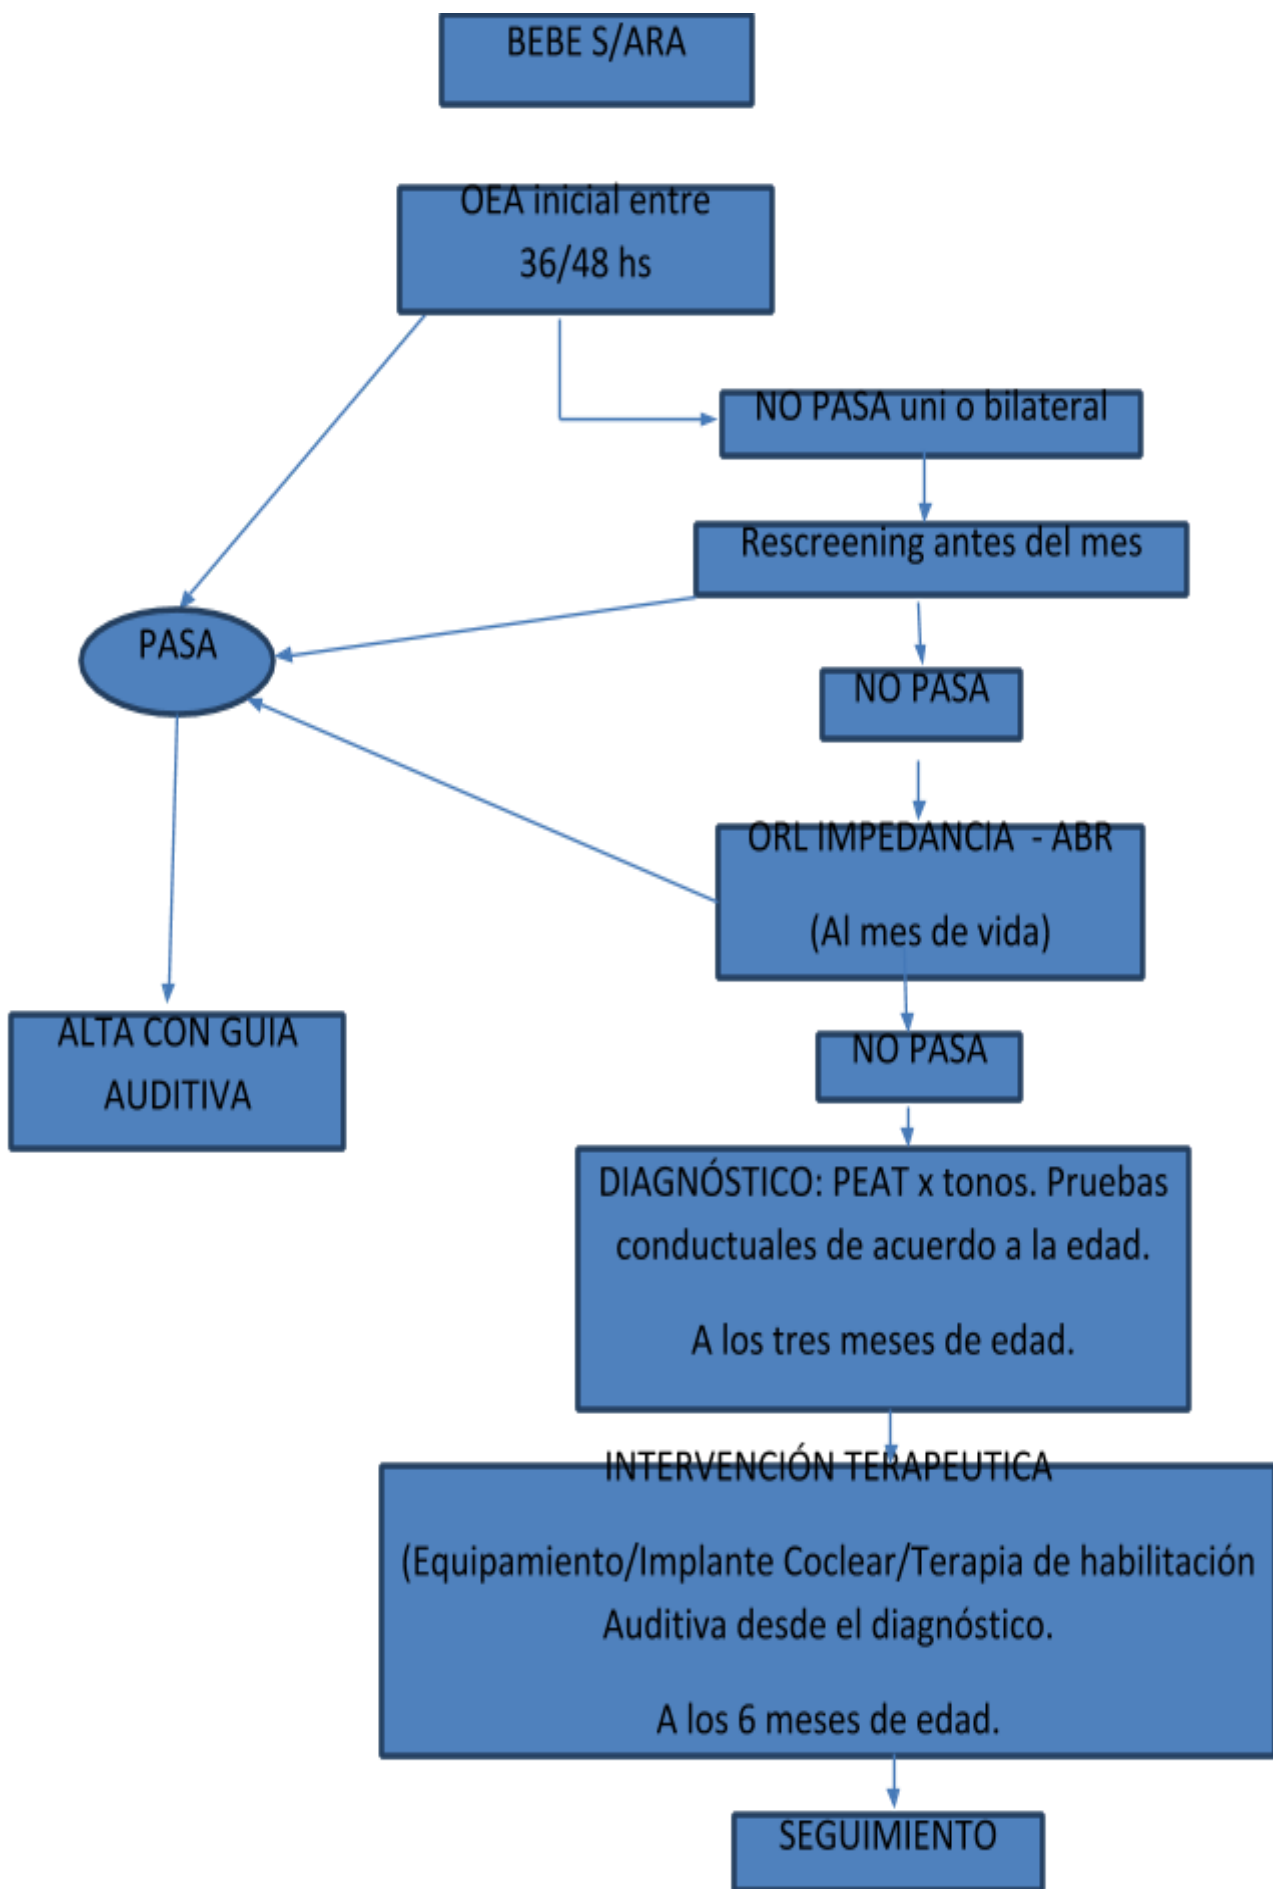 BEBE S/ARA
OEA inicial entre
36/48 hs
NO PASA uni o bilateral
Rescreening antes del mes
PASA
NO PASA
ORL IMPEDANCIA - ABR
(Al mes de vida)
ALTA CON GUIA
AUDITIVA
NO PASA
DIAGNÓSTICO: PEAT x tonos. Pruebas
conductuales de acuerdo a la edad.
A los tres meses de edad.
INTERVENCIÓN TERAPEUTICA
(Equipamiento/Implante Coclear/Terapia de habilitación
Auditiva desde el diagnóstico.
A los 6 meses de edad.
SEGUIMIENTO